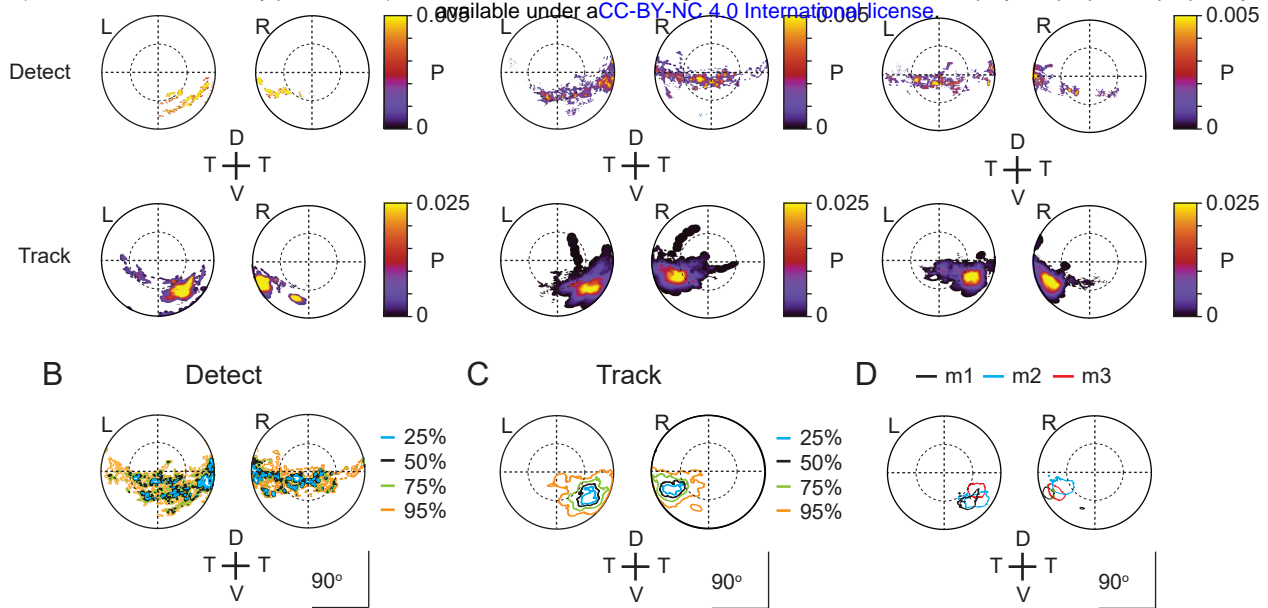 available under aCC-BY-NC 4.0 International license.
L R 0.005 L R 0.005 L R 0.005
Detect P P P
0 0 0
D D D
T T T T T T
V V V
L R 0.025 L R 0.025 L R 0.025
Track P P P
0 0 0
B Detect C Track D m1 m2 m3
L R L R L R
25% 25%
50% 50%
75% 75%
95% 95%
D D D
T T T T T T
90° 90° 90°
V V V